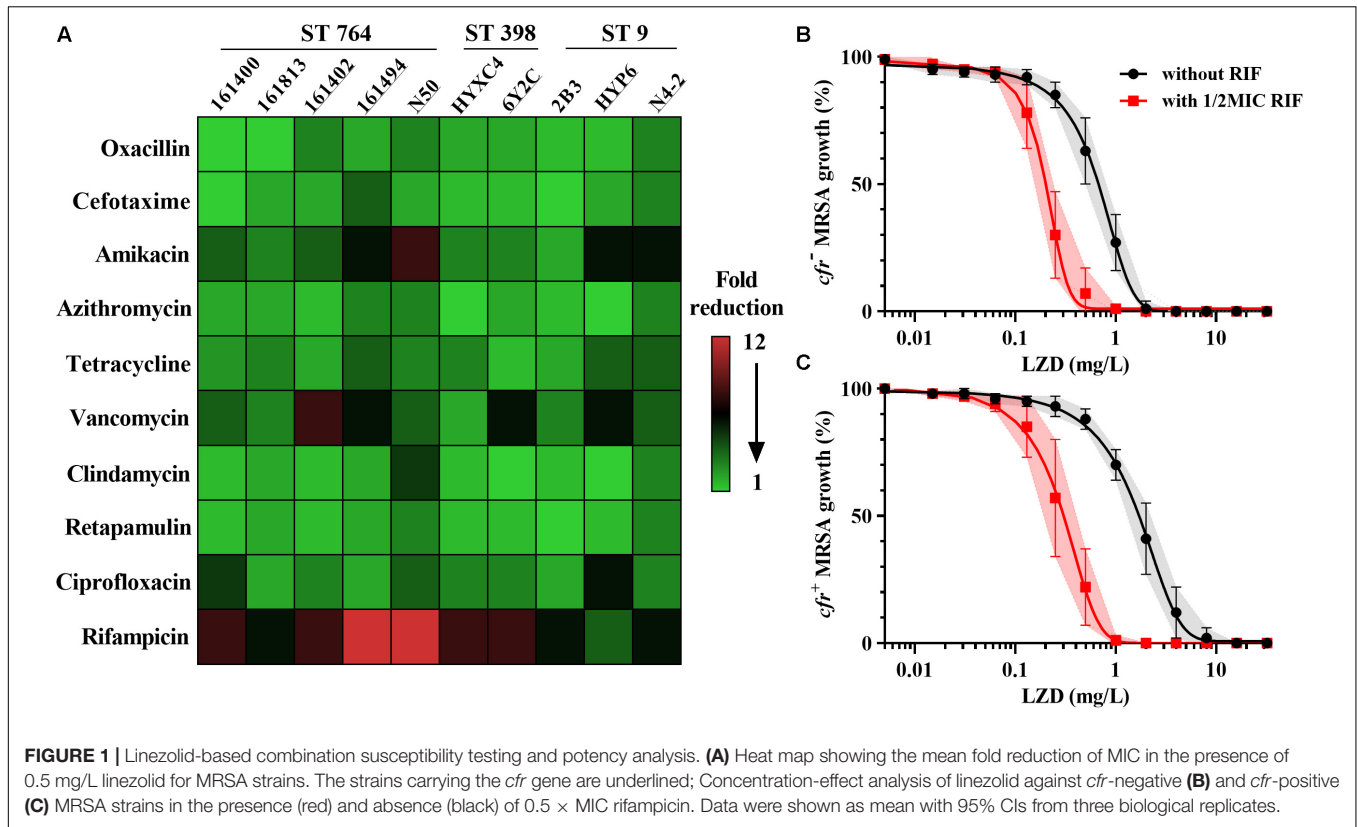 A
ST 764 ST 398 ST 9
161400 161813 161402 161494 N50 HYXC4 6Y2C 2B3 HYP6 N4-2
Oxacillin
Cefotaxime
Amikacin
Azithromycin
Tetracycline
Vancomycin
Clindamycin
Retapamulin
Ciprofloxacin
Rifampicin
Fold
reduction
12
1
B
cfr⁻ MRSA growth (%)
100
50
0
0.01 0.1 1 10
LZD (mg/L)
without RIF
with 1/2MIC RIF
C
cfr⁺ MRSA growth (%)
100
50
0
0.01 0.1 1 10
LZD (mg/L)
FIGURE 1 | Linezolid-based combination susceptibility testing and potency analysis. (A) Heat map showing the mean fold reduction of MIC in the presence of
0.5 mg/L linezolid for MRSA strains. The strains carrying the cfr gene are underlined; Concentration-effect analysis of linezolid against cfr-negative (B) and cfr-positive
(C) MRSA strains in the presence (red) and absence (black) of 0.5 × MIC rifampicin. Data were shown as mean with 95% CIs from three biological replicates.